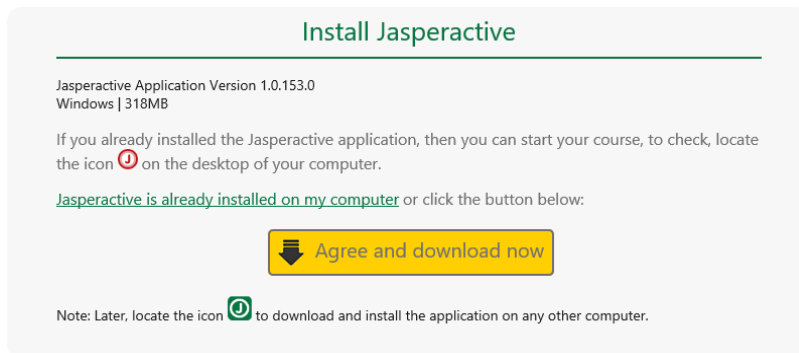 Install Jasperactive
Jasperactive Application Version 1.0.153.0
Windows | 318MB
If you already installed the Jasperactive application, then you can start your course, to check, locate
the icon J on the desktop of your computer.
Jasperactive is already installed on my computer or click the button below:
Agree and download now
Note: Later, locate the icon J to download and install the application on any other computer.